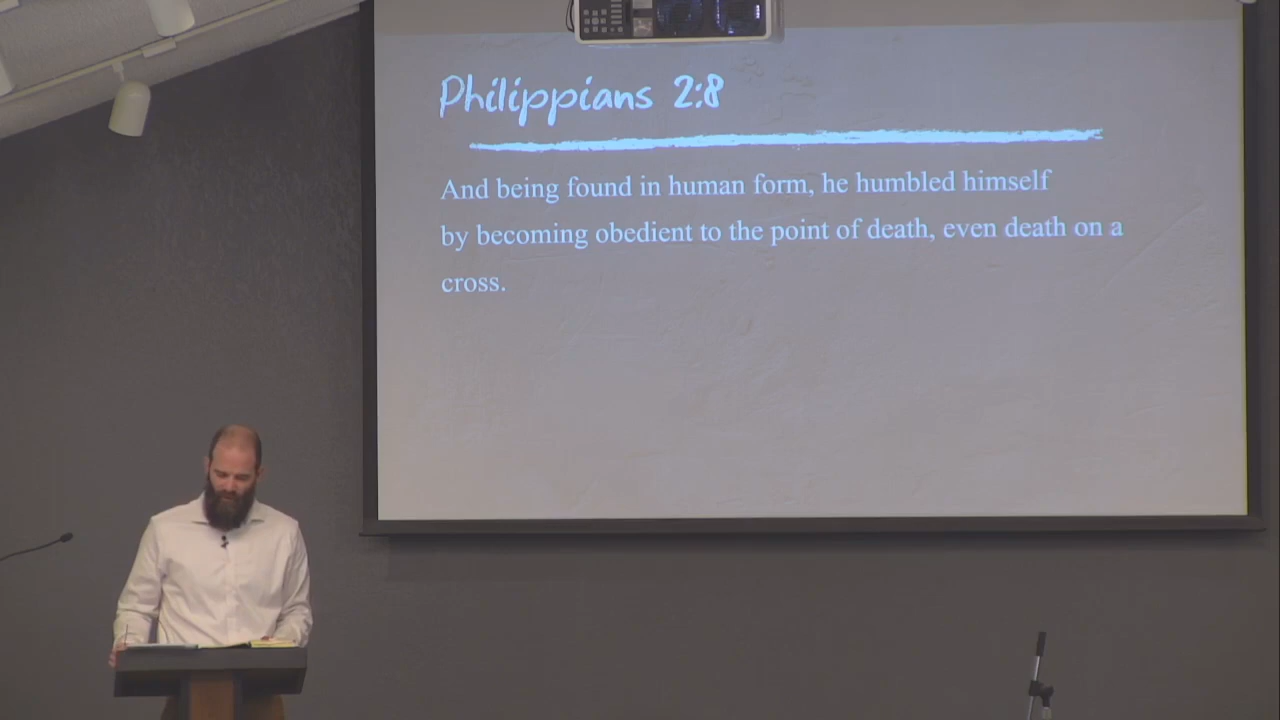 Philippians 2:8
And being found in human form, he humbled himself
by becoming obedient to the point of death, even death on a
cross.